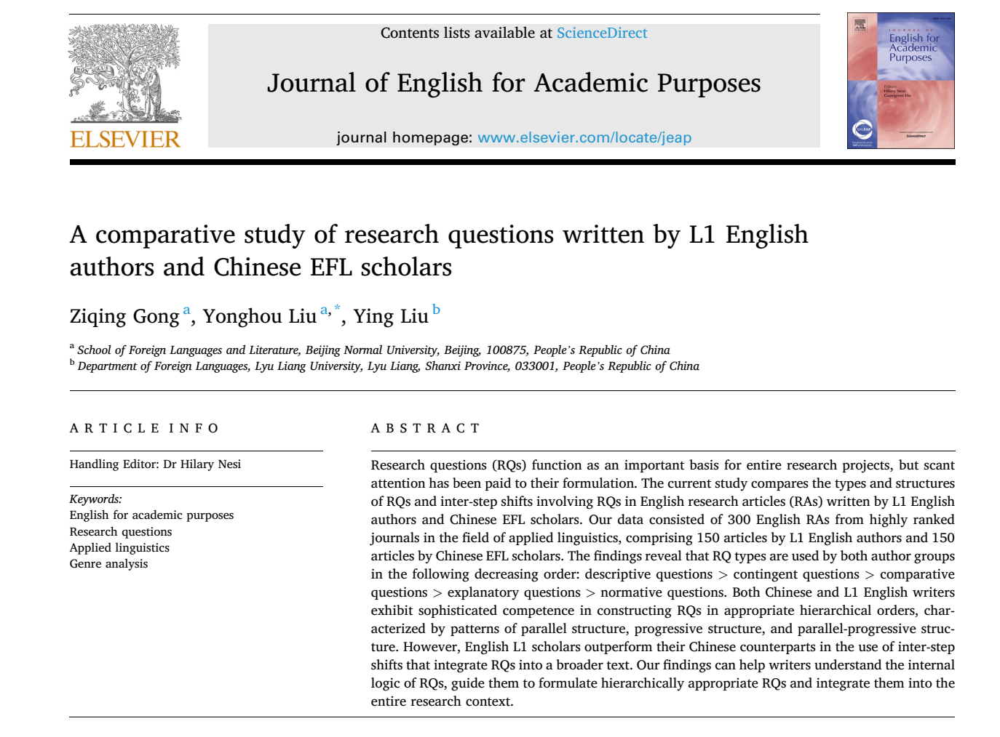 Contents lists available at ScienceDirect
Journal of English for Academic Purposes
journal homepage: www.elsevier.com/locate/jeap
NON SOLUS
ELSEVIER
JOURNAL OF
English for
Academic
Purposes
Editors
Hilary Nesi
Guangwei Hu
BALEAP
ScienceDirect
A comparative study of research questions written by L1 English
authors and Chinese EFL scholars
Ziqing Gong a, Yonghou Liu a,*, Ying Liu b
a School of Foreign Languages and Literature, Beijing Normal University, Beijing, 100875, People's Republic of China
b Department of Foreign Languages, Lyu Liang University, Lyu Liang, Shanxi Province, 033001, People's Republic of China
ARTICLE INFO
Handling Editor: Dr Hilary Nesi
Keywords:
English for academic purposes
Research questions
Applied linguistics
Genre analysis
ABSTRACT
Research questions (RQs) function as an important basis for entire research projects, but scant
attention has been paid to their formulation. The current study compares the types and structures
of RQs and inter-step shifts involving RQs in English research articles (RAs) written by L1 English
authors and Chinese EFL scholars. Our data consisted of 300 English RAs from highly ranked
journals in the field of applied linguistics, comprising 150 articles by L1 English authors and 150
articles by Chinese EFL scholars. The findings reveal that RQ types are used by both author groups
in the following decreasing order: descriptive questions > contingent questions > comparative
questions > explanatory questions > normative questions. Both Chinese and L1 English writers
exhibit sophisticated competence in constructing RQs in appropriate hierarchical orders, char-
acterized by patterns of parallel structure, progressive structure, and parallel-progressive struc-
ture. However, English L1 scholars outperform their Chinese counterparts in the use of inter-step
shifts that integrate RQs into a broader text. Our findings can help writers understand the internal
logic of RQs, guide them to formulate hierarchically appropriate RQs and integrate them into the
entire research context.